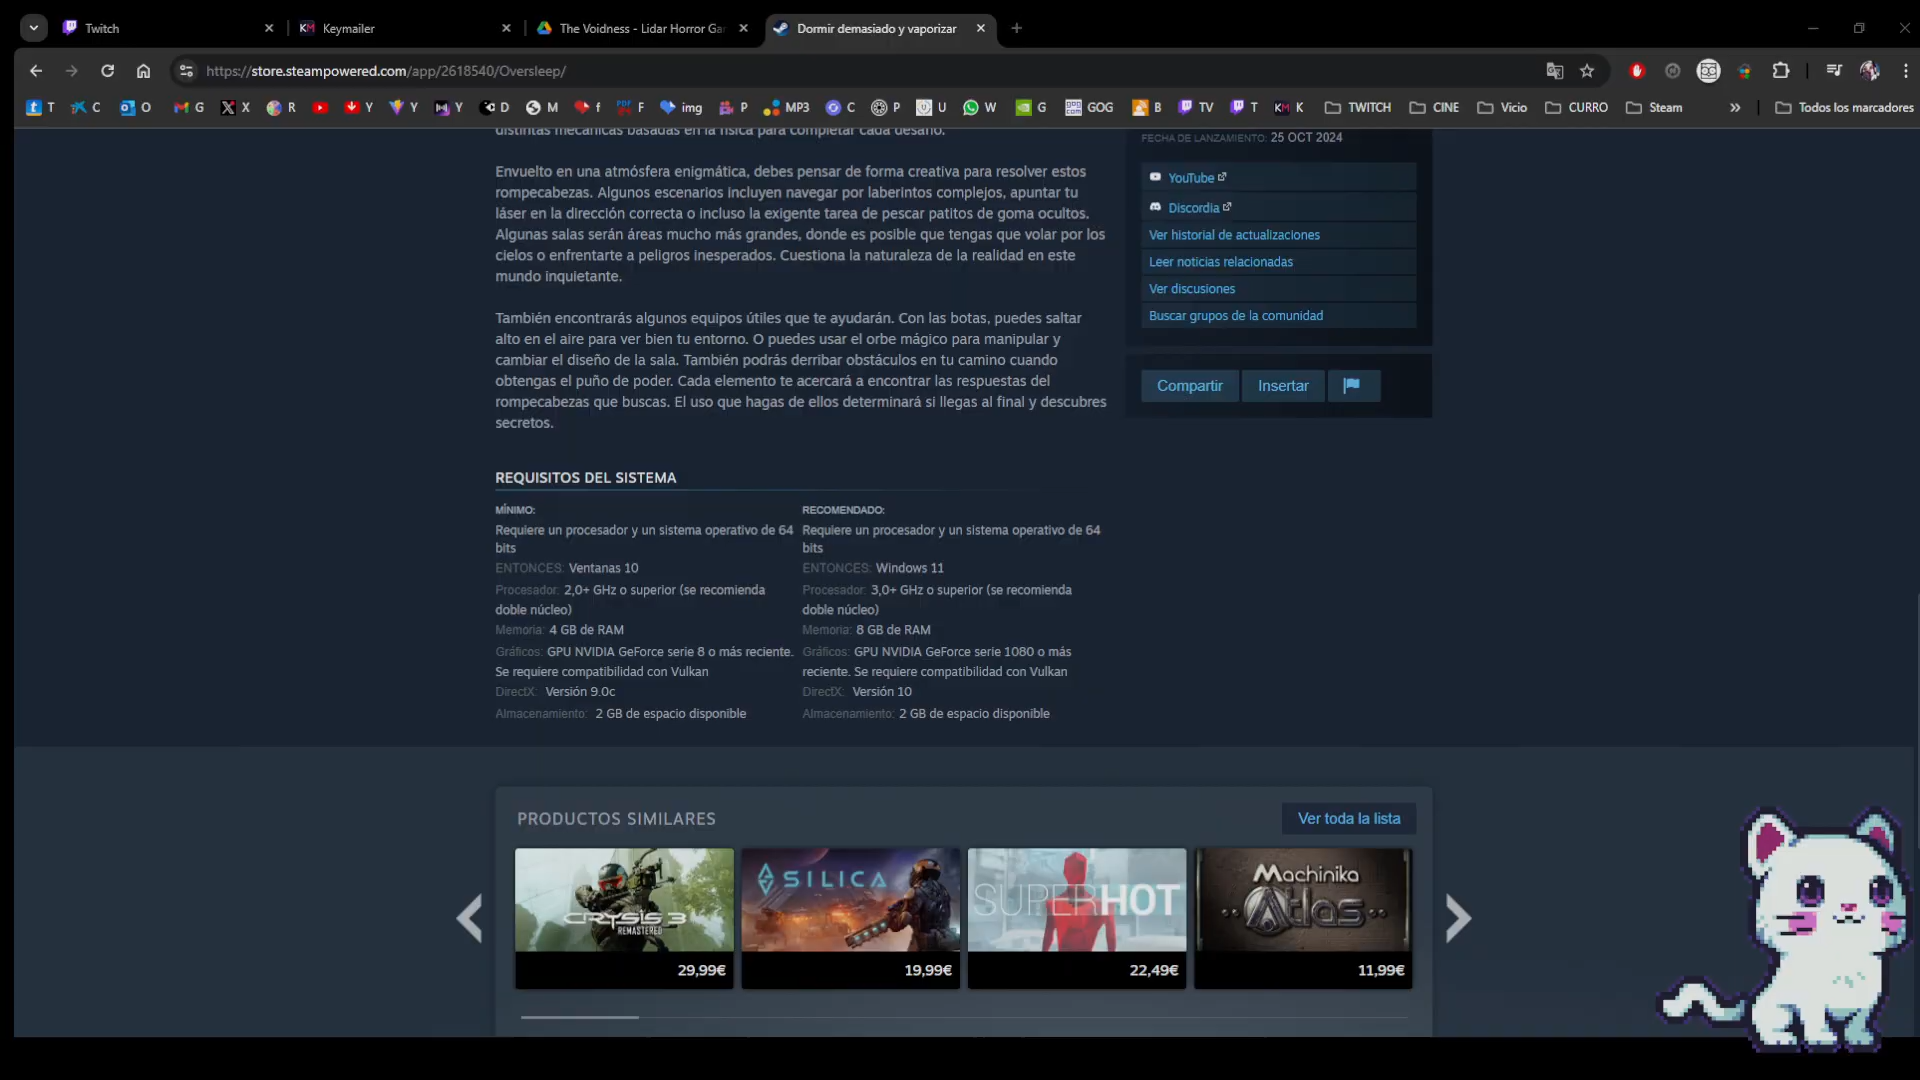 Twitch
Keymailer
The Voidness - Lidar Horror Ga
Dormir demasiado y vaporizar
https://store.steampowered.com/app/2618540/Oversleep/
T
C
O
M
G
X
R
Y
Y
Y
D
M
f
F
img
P
MP3
C
P
U
W
G
GOG
B
TV
T
K
TWITCH
CINE
Vicio
CURRO
Steam
Todos los marcadores
distintas mecánicas basadas en la física para completar cada desafío.
Envuelto en una atmósfera enigmática, debes pensar de forma creativa para resolver estos
rompecabezas. Algunos escenarios incluyen navegar por laberintos complejos, apuntar tu
láser en la dirección correcta o incluso la exigente tarea de pescar patitos de goma ocultos.
Algunas salas serán áreas mucho más grandes, donde es posible que tengas que volar por los
cielos o enfrentarte a peligros inesperados. Cuestiona la naturaleza de la realidad en este
mundo inquietante.
También encontrarás algunos equipos útiles que te ayudarán. Con las botas, puedes saltar
alto en el aire para ver bien tu entorno. O puedes usar el orbe mágico para manipular y
cambiar el diseño de la sala. También podrás derribar obstáculos en tu camino cuando
obtengas el puño de poder. Cada elemento te acercará a encontrar las respuestas del
rompecabezas que buscas. El uso que hagas de ellos determinará si llegas al final y descubres
secretos.
FECHA DE LANZAMIENTO: 25 OCT 2024
YouTube
Discordia
Ver historial de actualizaciones
Leer noticias relacionadas
Ver discusiones
Buscar grupos de la comunidad
Compartir
Insertar
REQUISITOS DEL SISTEMA
MÍNIMO:
Requiere un procesador y un sistema operativo de 64
bits
ENTONCES: Ventanas 10
Procesador: 2,0+ GHz o superior (se recomienda
doble núcleo)
Memoria: 4 GB de RAM
Gráficos: GPU NVIDIA GeForce serie 8 o más reciente.
Se requiere compatibilidad con Vulkan
DirectX: Versión 9.0c
Almacenamiento: 2 GB de espacio disponible
RECOMENDADO:
Requiere un procesador y un sistema operativo de 64
bits
ENTONCES: Windows 11
Procesador: 3,0+ GHz o superior (se recomienda
doble núcleo)
Memoria: 8 GB de RAM
Gráficos: GPU NVIDIA GeForce serie 1080 o más
reciente. Se requiere compatibilidad con Vulkan
DirectX: Versión 10
Almacenamiento: 2 GB de espacio disponible
PRODUCTOS SIMILARES
Ver toda la lista
CRYSIS 3
REMASTERED
29,99€
SILICA
19,99€
SUPERHOT
22,49€
Machinika
Atlas
11,99€